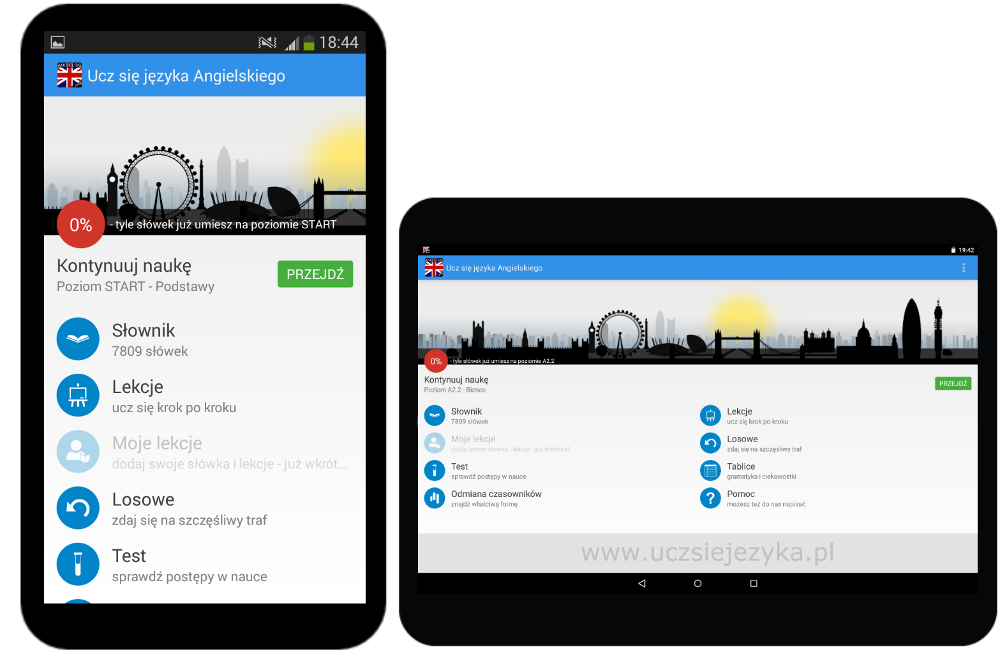 18:44
ANGIELSKI
Ucz się języka Angielskiego
0%
- tyle słówek już umiesz na poziomie START
Kontynuuj naukę
Poziom START - Podstawy
PRZEJDŹ
Słownik
7809 słówek
Lekcje
ucz się krok po kroku
Moje lekcje
dodaj swoje słówka i lekcje - już wkrót...
Losowe
zdaj się na szczęśliwy traf
Test
sprawdź postępy w nauce
19:42
ANGIELSKI
Ucz się języka Angielskiego
0%
- tyle słówek już umiesz na poziomie A2.2
Kontynuuj naukę
Poziom A2.2 - Biznes
PRZEJDŹ
Słownik
7809 słówek
Lekcje
ucz się krok po kroku
Moje lekcje
dodaj swoje słówka i lekcje - już wkrótce!
Losowe
zdaj się na szczęśliwy traf
Test
sprawdź postępy w nauce
Tablice
gramatyka i ciekawostki
Odmiana czasowników
znajdź właściwą formę
Pomoc
możesz też do nas napisać
www.uczsiejezyka.pl